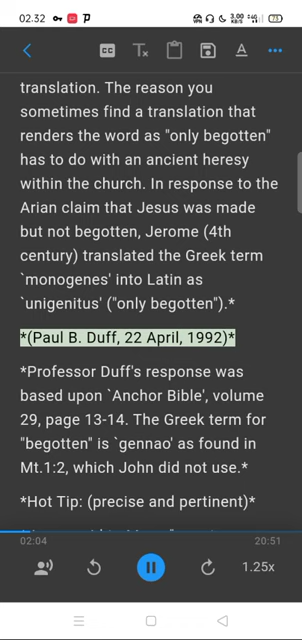 02.32
3,00
KB/S
4G
75
CC
A
translation. The reason you
sometimes find a translation that
renders the word as "only begotten"
has to do with an ancient heresy
within the church. In response to the
Arian claim that Jesus was made
but not begotten, Jerome (4th
century) translated the Greek term
`monogenes' into Latin as
`unigenitus' ("only begotten").*
*(Paul B. Duff, 22 April, 1992)*
*Professor Duff's response was
based upon `Anchor Bible', volume
29, page 13-14. The Greek term for
"begotten" is `gennao' as found in
Mt.1:2, which John did not use.*
*Hot Tip: (precise and pertinent)*
02:04
20:51
1.25x